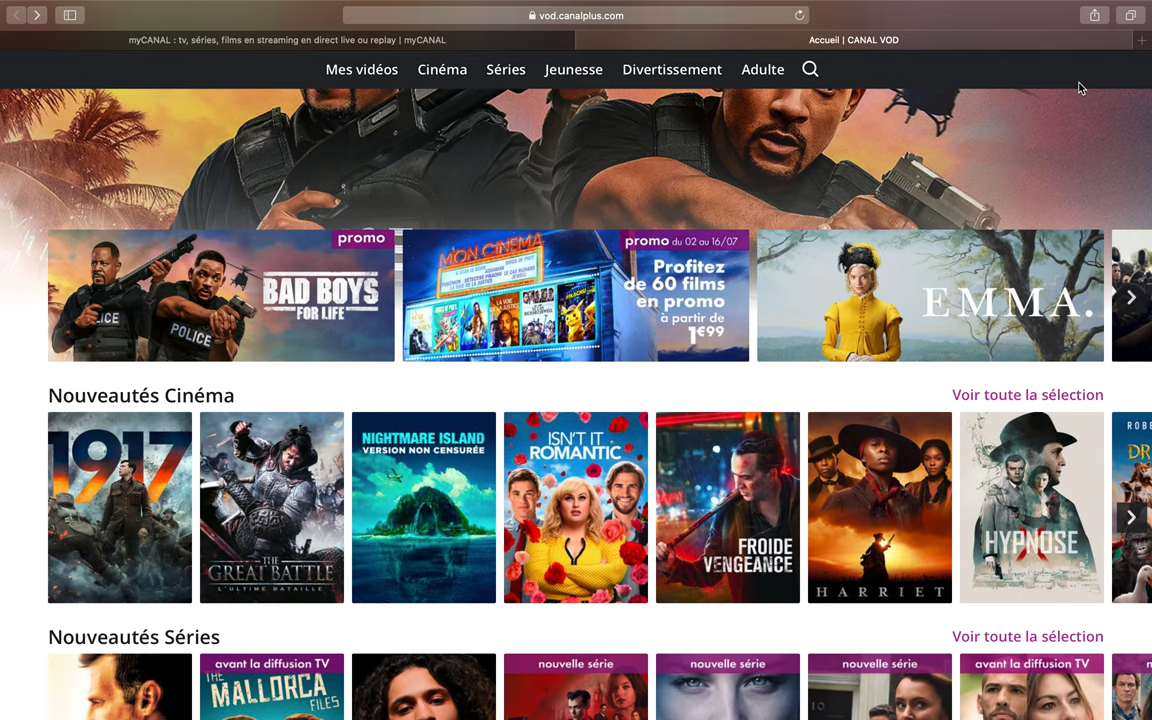 vod.canalplus.com
myCANAL : tv, séries, films en streaming en direct live ou replay | myCANAL
Accueil | CANAL VOD
Mes vidéos Cinéma Séries Jeunesse Divertissement Adulte
promo
POLICE
BAD BOYS
FOR LIFE
MON CINEMA
promo du 02 au 16/07
Profitez
de 60 films
en promo
à partir de
1€99
EMMA.
Nouveautés Cinéma
Voir toute la sélection
1917
THE
GREAT BATTLE
L'ULTIME BATAILLE
NIGHTMARE ISLAND
VERSION NON CENSURÉE
ISN'T IT
ROMANTIC
FROIDE
VENGEANCE
HARRIET
HYPNOSE
ROBE
DR
Nouveautés Séries
Voir toute la sélection
avant la diffusion TV
THE
MALLORCA
FILES
nouvelle série
nouvelle série
nouvelle série
10
avant la diffusion TV